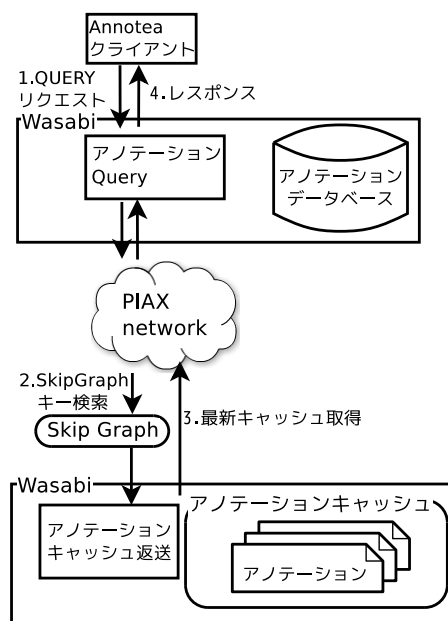 Annotea
クライアント
1.QUERY
リクエスト
4.レスポンス
Wasabi
アノテーション
Query
アノテーション
データベース
PIAX
network
2.SkipGraph
キー検索
3.最新キャッシュ取得
Skip Graph
Wasabi
アノテーションキャッシュ
アノテーション
キャッシュ返送
アノテーション